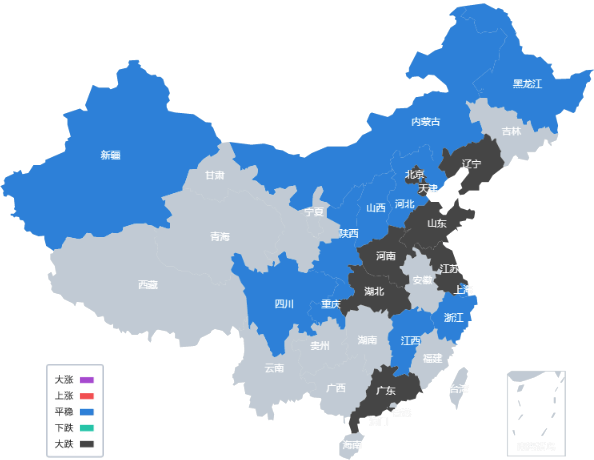 黑龙江
内蒙古
吉林
新疆
辽宁
北京
甘肃
天津
河北
山西
宁夏
山东
陕西
青海
河南
江苏
安徽
西藏
上海
湖北
四川
重庆
浙江
江西
湖南
贵州
福建
云南
广西
广东
台湾
海南
大涨
上涨
平稳
下跌
大跌